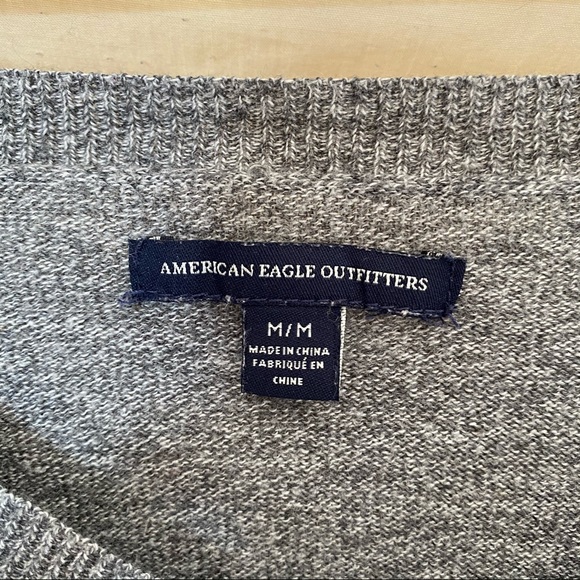 AMERICAN EAGLE OUTFITTERS
M/M
MADE IN CHINA
FABRIQUÉ EN
CHINE